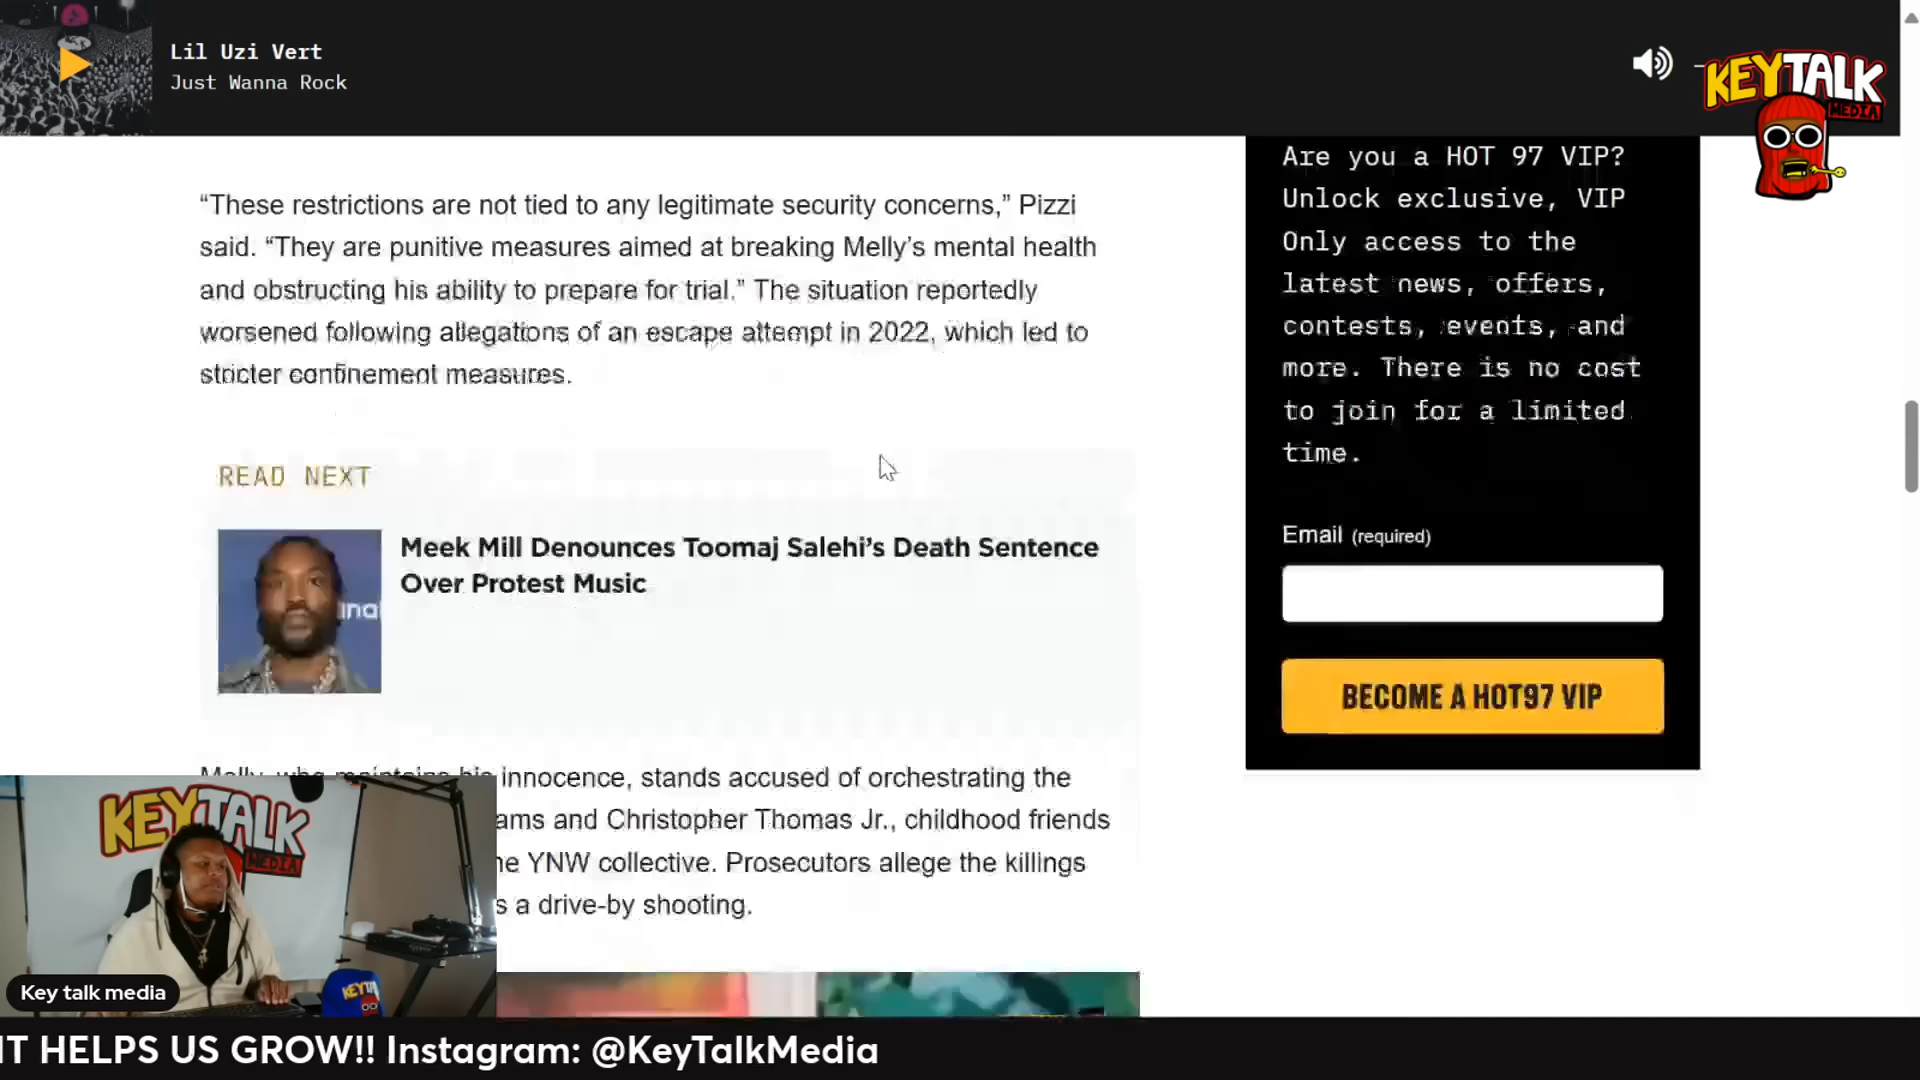 Lil Uzi Vert
Just Wanna Rock
KEYTALK
MEDIA
“These restrictions are not tied to any legitimate security concerns,” Pizzi
said. “They are punitive measures aimed at breaking Melly’s mental health
and obstructing his ability to prepare for trial.” The situation reportedly
worsened following allegations of an escape attempt in 2022, which led to
stricter confinement measures.
READ NEXT
Meek Mill Denounces Toomaj Salehi’s Death Sentence
Over Protest Music
Melly, who maintains his innocence, stands accused of orchestrating the
ams and Christopher Thomas Jr., childhood friends
he YNW collective. Prosecutors allege the killings
s a drive-by shooting.
Are you a HOT 97 VIP?
Unlock exclusive, VIP
Only access to the
latest news, offers,
contests, events, and
more. There is no cost
to join for a limited
time.
Email (required)
BECOME A HOT97 VIP
KEYTALK
MEDIA
Key talk media
IT HELPS US GROW!! Instagram: @KeyTalkMedia